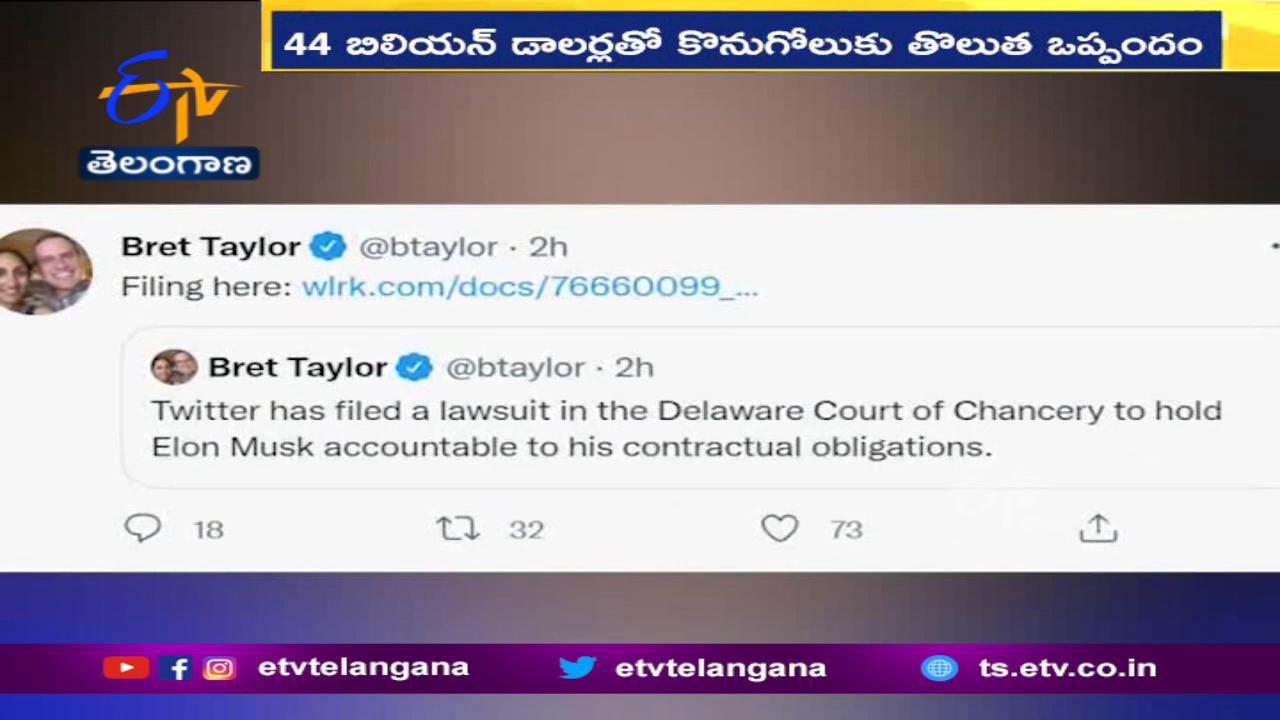 44 బిలియన్ డాలర్లతో కొనుగోలుకు తొలుత ఒప్పందం
ETV
తెలంగాణ
Bret Taylor @btaylor · 2h
Filing here: wlrk.com/docs/76660099_...
Bret Taylor @btaylor · 2h
Twitter has filed a lawsuit in the Delaware Court of Chancery to hold
Elon Musk accountable to his contractual obligations.
18 32 73
etvtelangana etvtelangana ts.etv.co.in